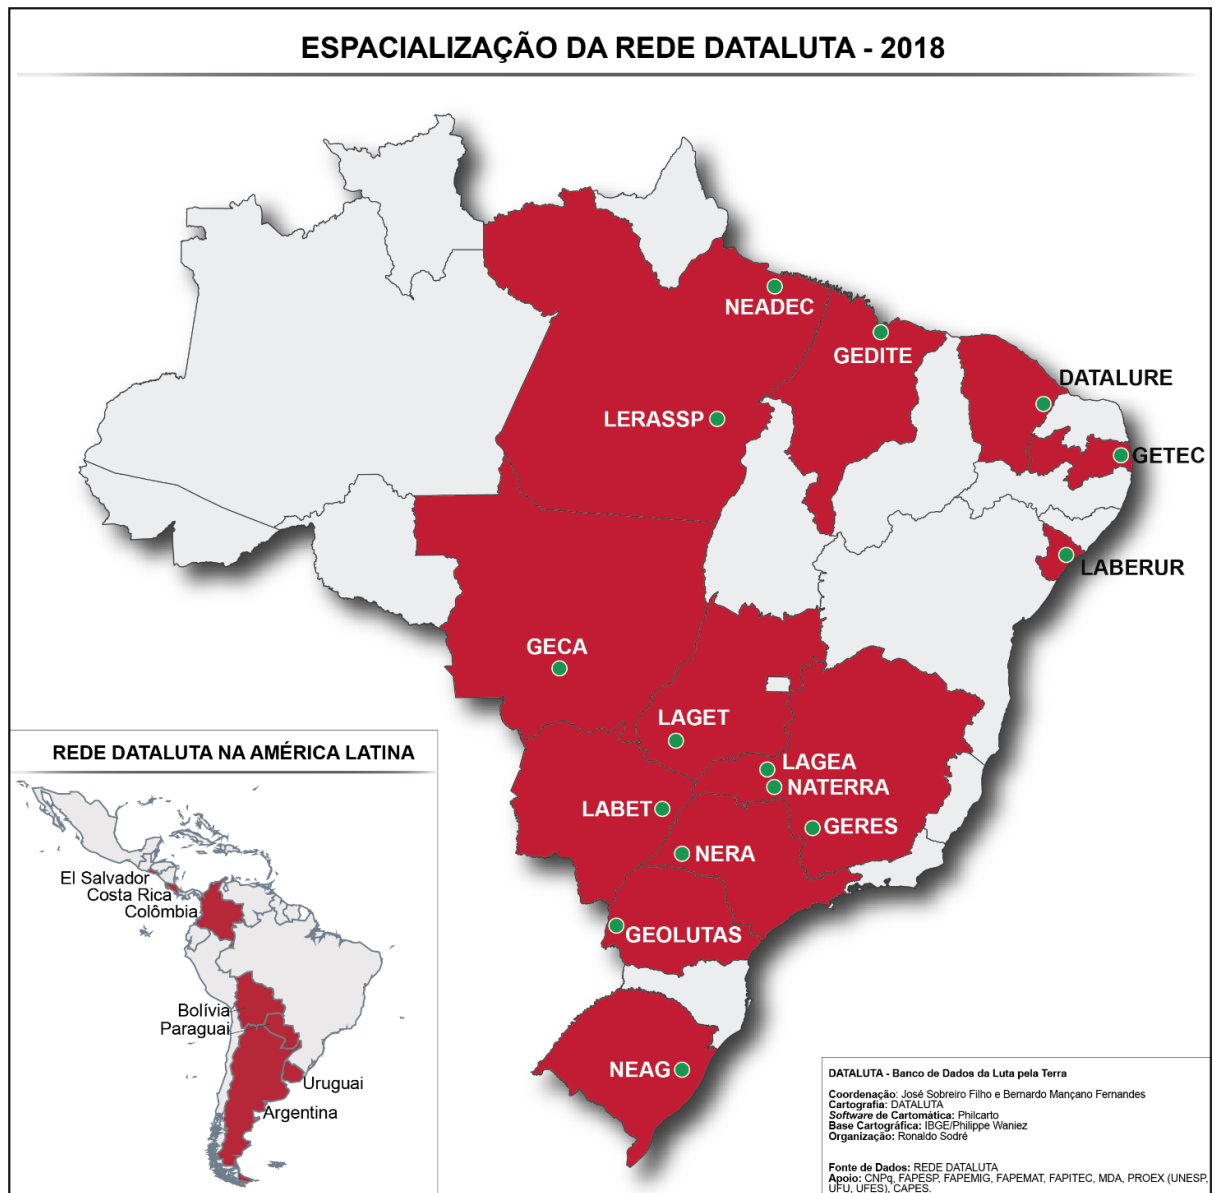 ESPACIALIZAÇÃO DA REDE DATALUTA - 2018
NEADEC
GEDITE
DATALURE
LERASSP
GETEC
LABERUR
GECA
LAGET
LAGEA
NATERRA
LABET
GERES
NERA
GEOLUTAS
NEAG
REDE DATALUTA NA AMÉRICA LATINA
El Salvador
Costa Rica
Colômbia
Bolívia
Paraguai
Uruguai
Argentina
DATALUTA - Banco de Dados da Luta pela Terra
Coordenação: José Sobreiro Filho e Bernardo Mançano Fernandes
Cartografia: DATALUTA
Software de Cartomática: Philcarto
Base Cartográfica: IBGE/Philippe Waniez
Organização: Ronaldo Sodré
Fonte de Dados: REDE DATALUTA
Apoio: CNPq, FAPESP, FAPEMIG, FAPEMAT, FAPITEC, MDA, PROEX (UNESP,
UFU, UFES), CAPES.